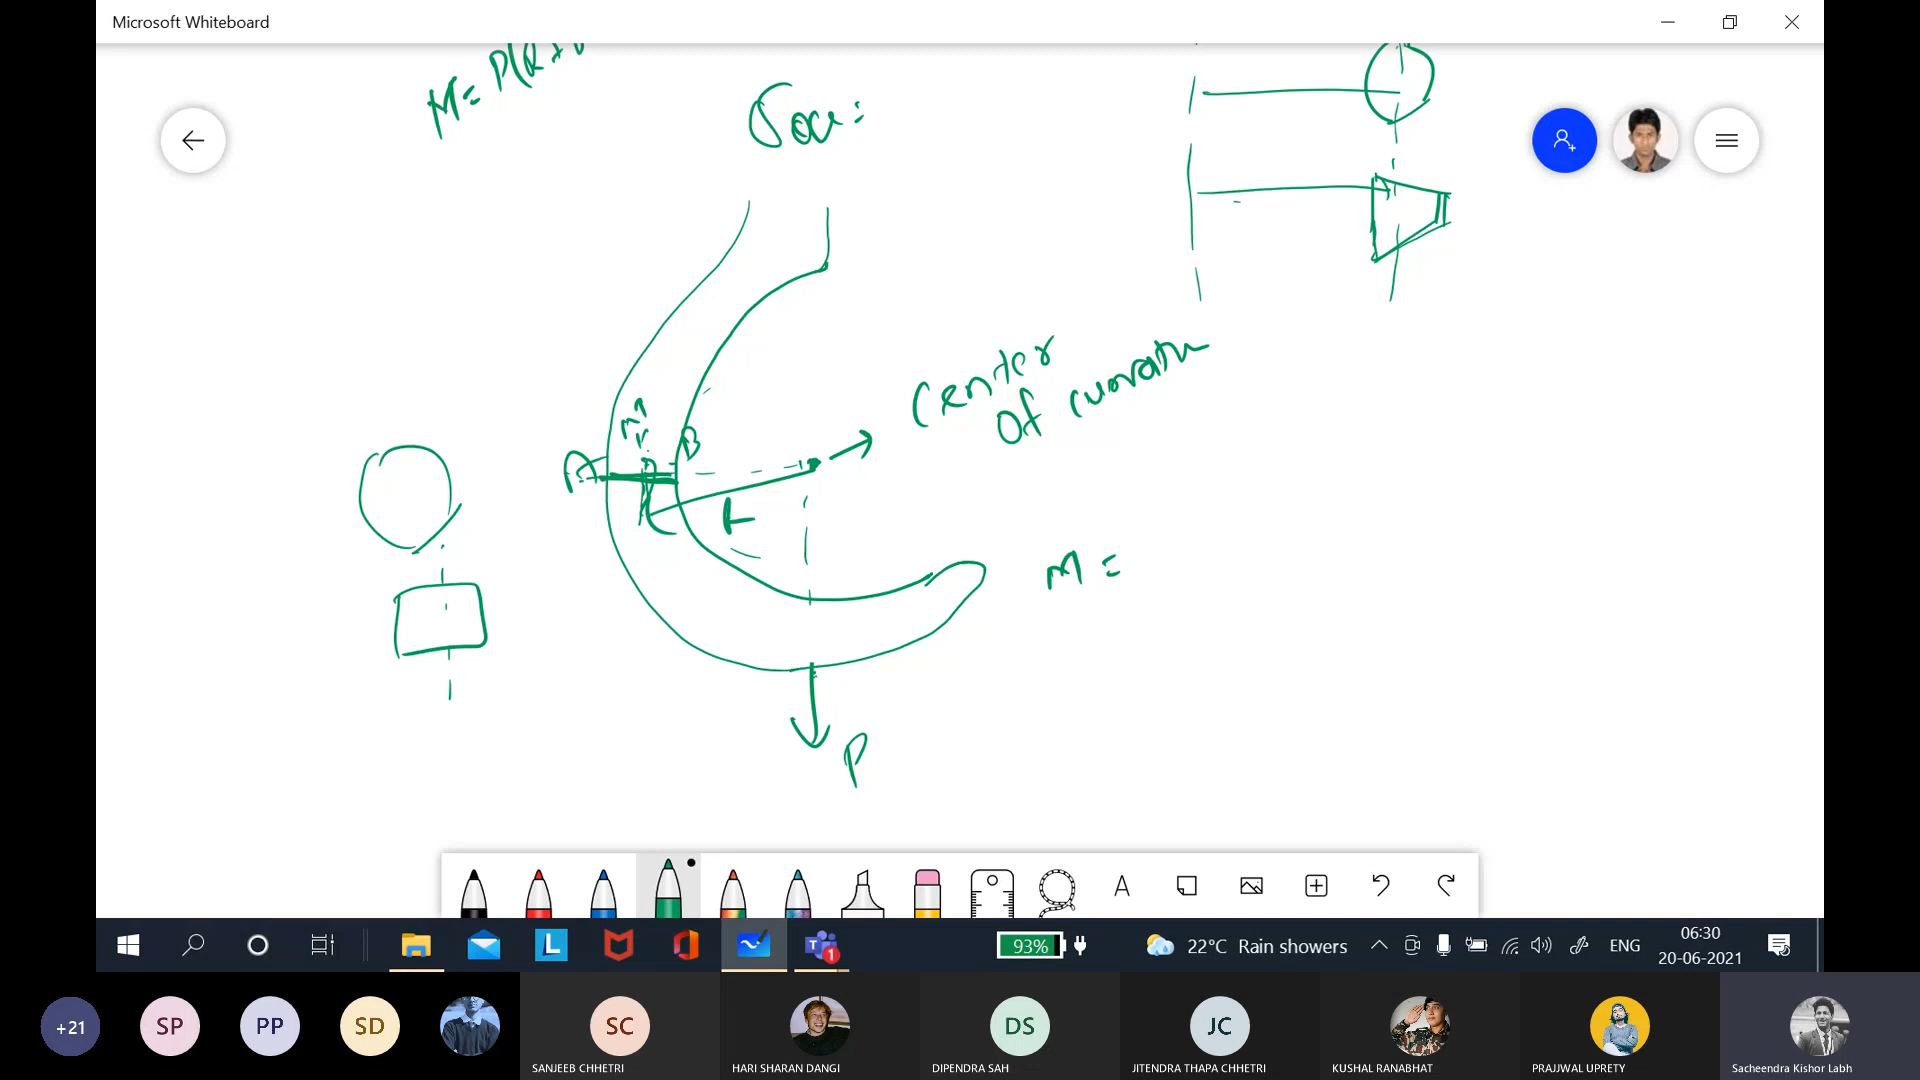 Microsoft Whiteboard
M = P(R +
Center
of
A
B
R
M =
P
A
93%
22°C Rain showers
ENG
06:30
20-06-2021
L
1
+21
SP
PP
SD
SC
DS
JC
SANJEEB CHHETRI
HARI SHARAN DANGI
DIPENDRA SAH
JITENDRA THAPA CHHETRI
KUSHAL RANABHAT
PRAJJWAL UPRETY
Sacheendra Kishor Labh